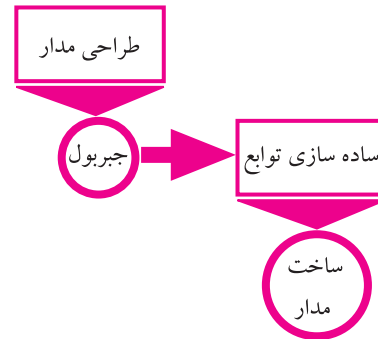 طراحی مدار
جبربول
ساده سازی توابع
ساخت
مدار